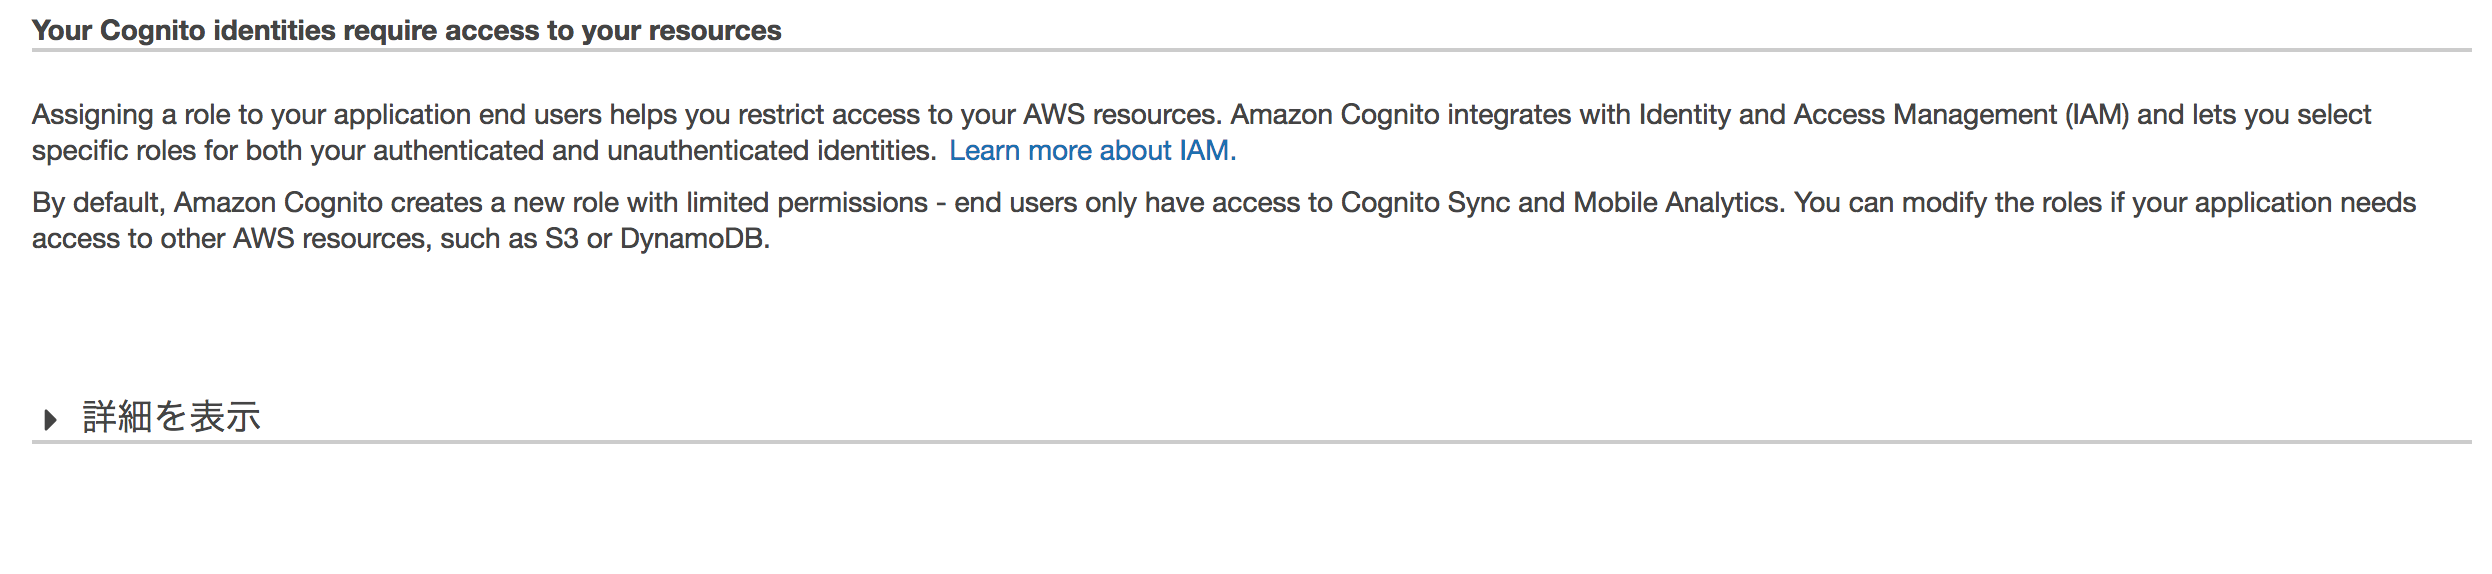 Your Cognito identities require access to your resources
Assigning a role to your application end users helps you restrict access to your AWS resources. Amazon Cognito integrates with Identity and Access Management (IAM) and lets you select
specific roles for both your authenticated and unauthenticated identities. Learn more about IAM.
By default, Amazon Cognito creates a new role with limited permissions - end users only have access to Cognito Sync and Mobile Analytics. You can modify the roles if your application needs
access to other AWS resources, such as S3 or DynamoDB.
詳細を表示